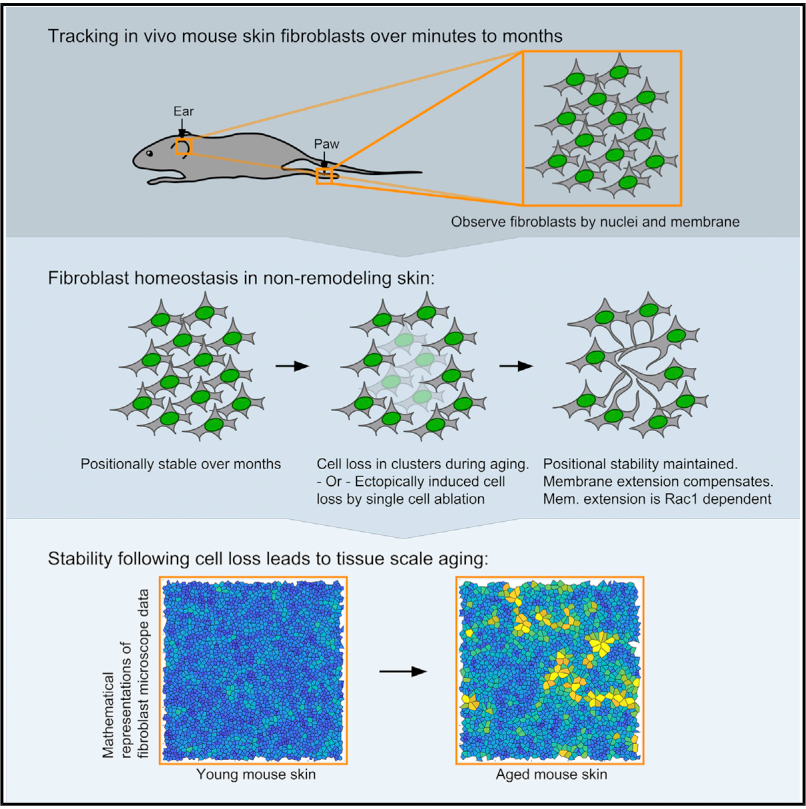 Tracking in vivo mouse skin fibroblasts over minutes to months
Ear
Paw
Observe fibroblasts by nuclei and membrane
Fibroblast homeostasis in non-remodeling skin:
Positionally stable over months
Cell loss in clusters during aging.
- Or - Ectopically induced cell
loss by single cell ablation
Positional stability maintained.
Membrane extension compensates.
Mem. extension is Rac1 dependent
Stability following cell loss leads to tissue scale aging:
Mathematical
representations of
fibroblast microscope data
Young mouse skin
Aged mouse skin